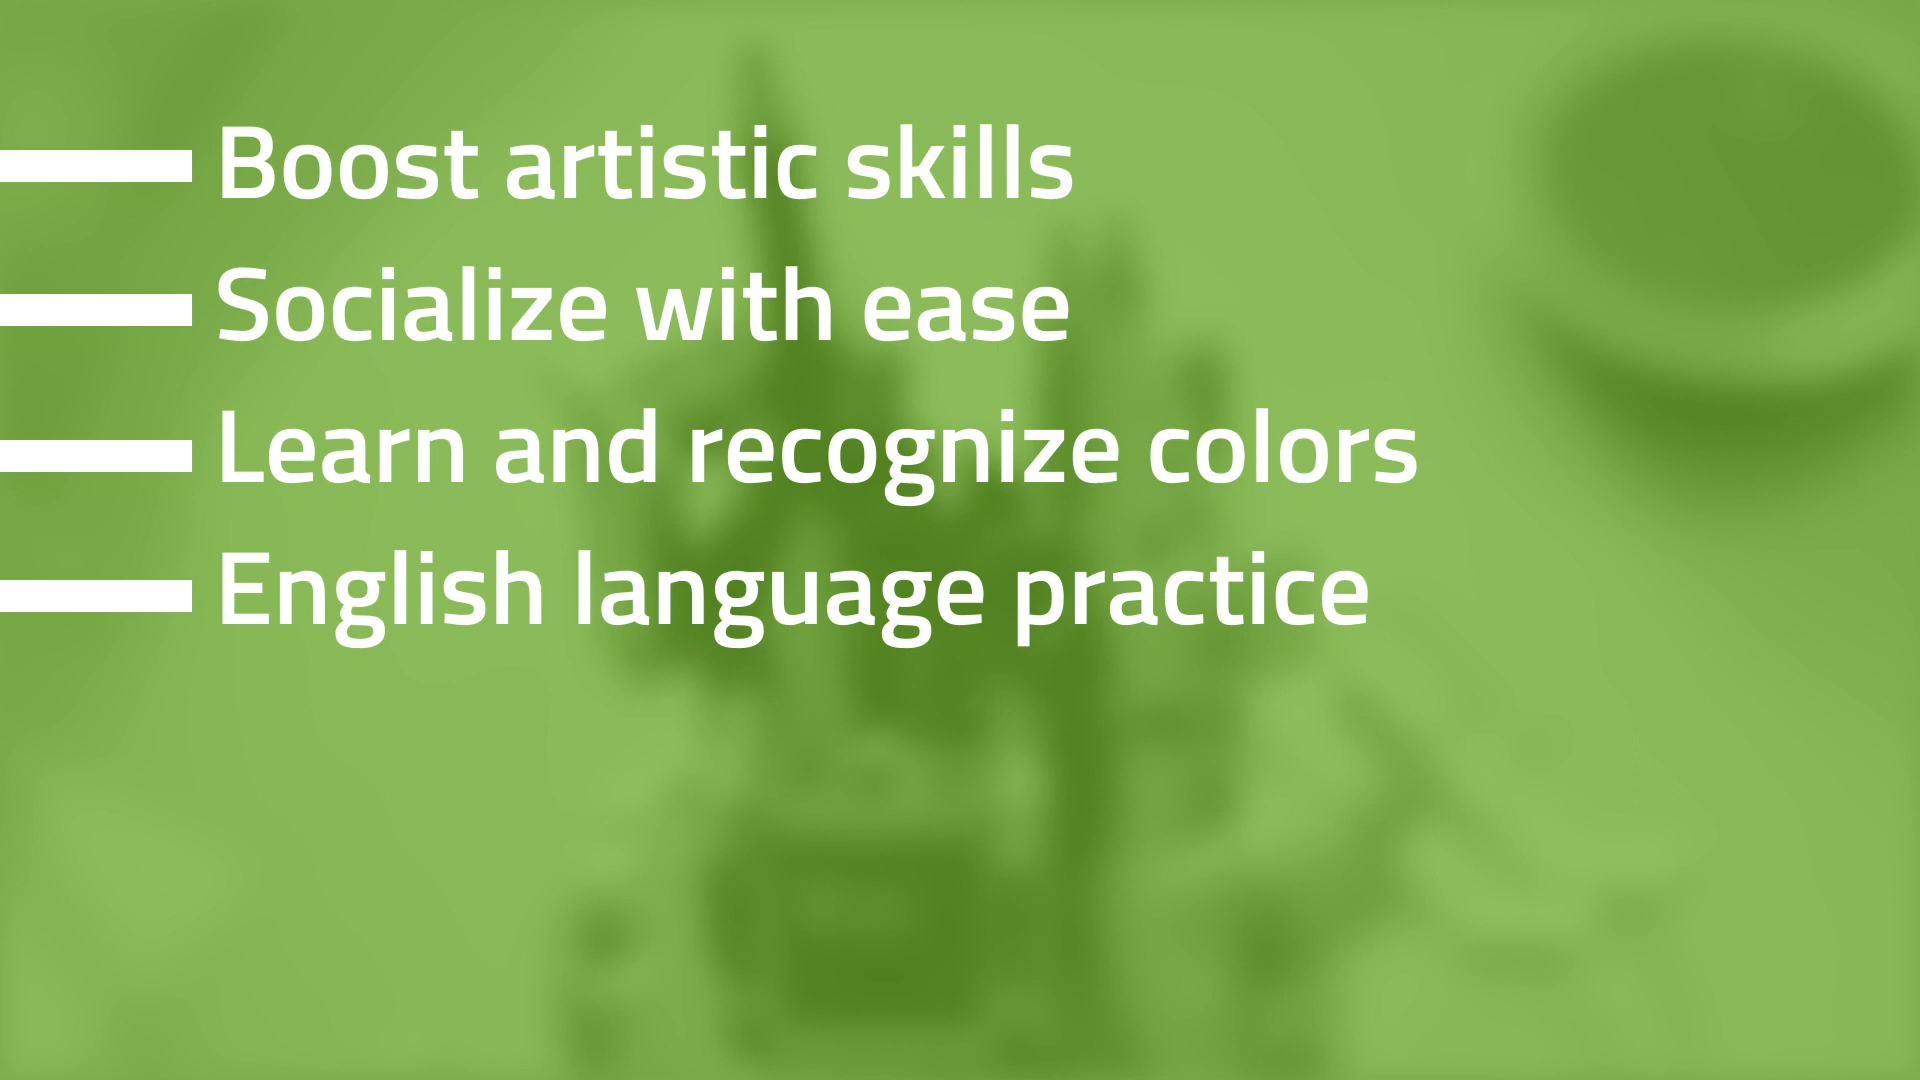 Boost artistic skills
Socialize with ease
Learn and recognize colors
English language practice